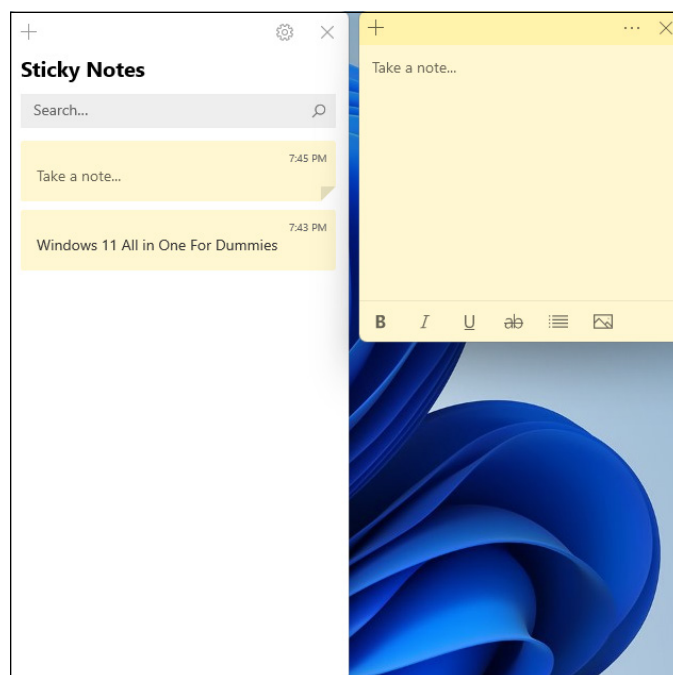 Sticky Notes
Search...
7:45 PM
Take a note...
7:43 PM
Windows 11 All in One For Dummies
Take a note...
B I U ab